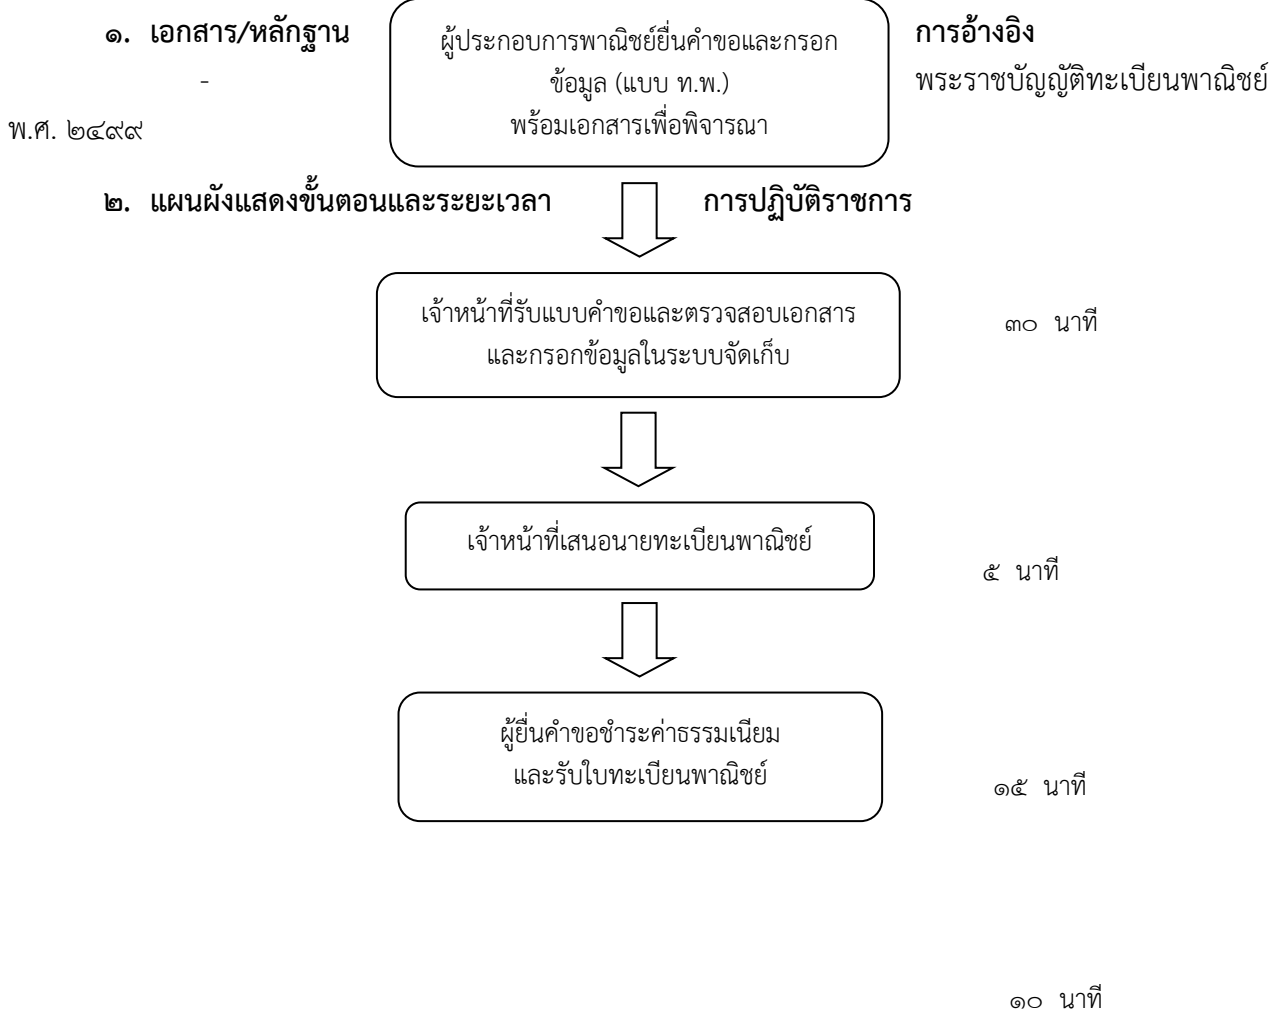 ๑. เอกสาร/หลักฐานการอ้างอิง
ผู้ประกอบการพาณิชย์ยื่นคำขอและกรอก
ข้อมูล (แบบ ท.พ.)
พร้อมเอกสารเพื่อพิจารณา
- พระราชบัญญัติทะเบียนพาณิชย์
พ.ศ. ๒๔๙๙
๒. แผนผังแสดงขั้นตอนและระยะเวลา การปฏิบัติราชการ
เจ้าหน้าที่รับแบบคำขอและตรวจสอบเอกสาร
และกรอกข้อมูลในระบบจัดเก็บ
๓๐ นาที
เจ้าหน้าที่เสนอนายทะเบียนพาณิชย์
๕ นาที
ผู้ยื่นคำขอชำระค่าธรรมเนียม
และรับใบทะเบียนพาณิชย์
๑๕ นาที
๑๐ นาที